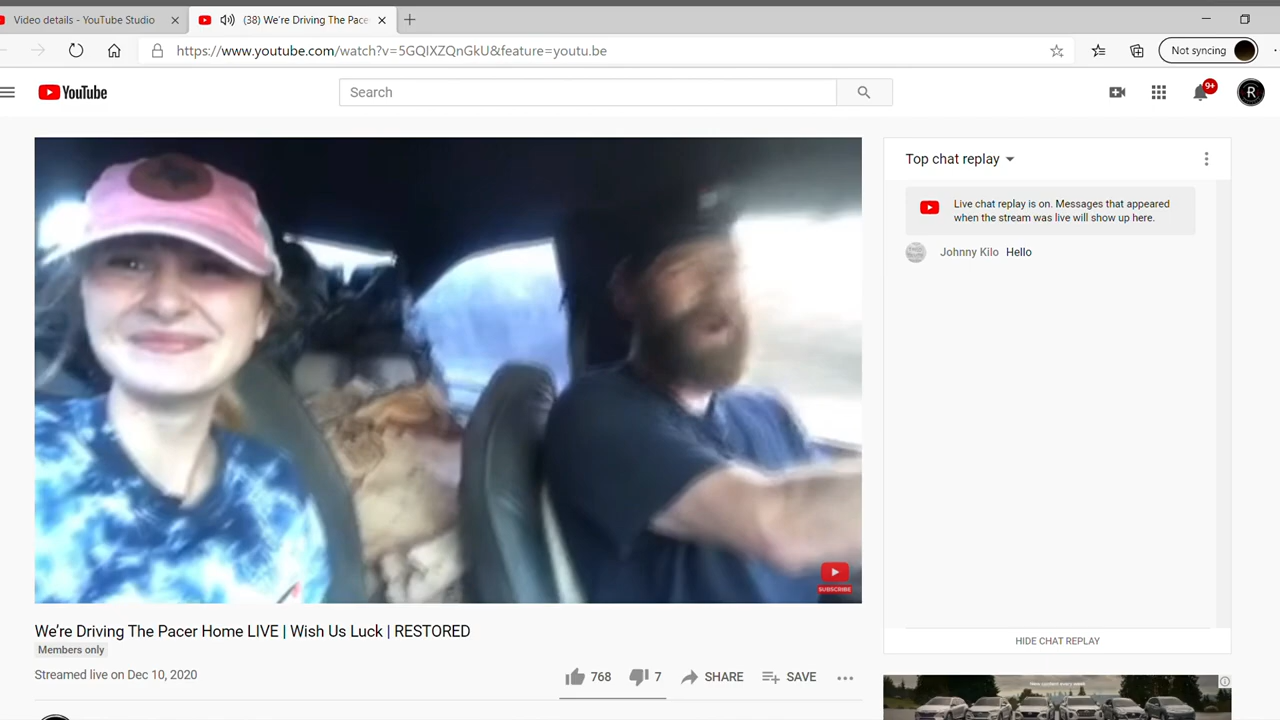 Video details - YouTube Studio
(38) We're Driving The Pacer
https://www.youtube.com/watch?v=5GQIXZQnGkU&feature=youtu.be
Not syncing
YouTube
Search
9+
R
Top chat replay
Live chat replay is on. Messages that appeared
when the stream was live will show up here.
Johnny Kilo Hello
SUBSCRIBE
HIDE CHAT REPLAY
We're Driving The Pacer Home LIVE | Wish Us Luck | RESTORED
Members only
Streamed live on Dec 10, 2020
768
7
SHARE
SAVE